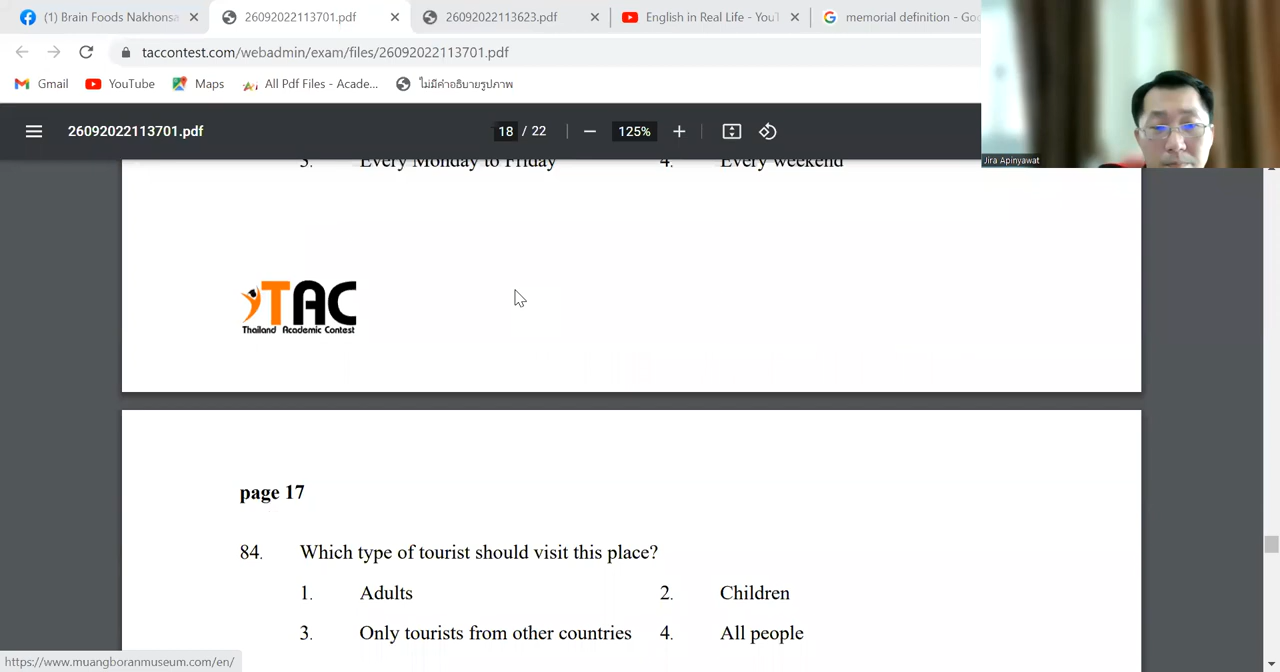 (1) Brain Foods Nakhonsa
26092022113701.pdf
26092022113623.pdf
English in Real Life - YouT
memorial definition - Goo
taccontest.com/webadmin/exam/files/26092022113701.pdf
Gmail
YouTube
Maps
All Pdf Files - Acade...
ไม่มีคำอธิบายรูปภาพ
26092022113701.pdf
18 / 22
125%
3. Every Monday to Friday 4. Every weekend
Jira Apinyawat
TAC
Thailand Academic Contest
page 17
84. Which type of tourist should visit this place?
1. Adults 2. Children
3. Only tourists from other countries 4. All people
https://www.muangboranmuseum.com/en/